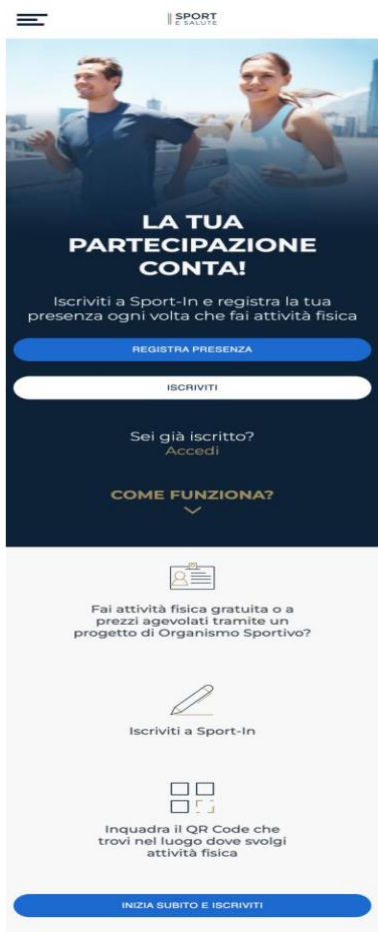 SPORT
E SALUTE
LA TUA
PARTECIPAZIONE
CONTA!
Iscriviti a Sport-In e registra la tua
presenza ogni volta che fai attività fisica
REGISTRA PRESENZA
ISCRIVITI
Sei già iscritto?
Accedi
COME FUNZIONA?
Fai attività fisica gratuita o a
prezzi agevolati tramite un
progetto di Organismo Sportivo?
Iscriviti a Sport-In
Inquadra il QR Code che
trovi nel luogo dove svolgi
attività fisica
INIZIA SUBITO E ISCRIVITI